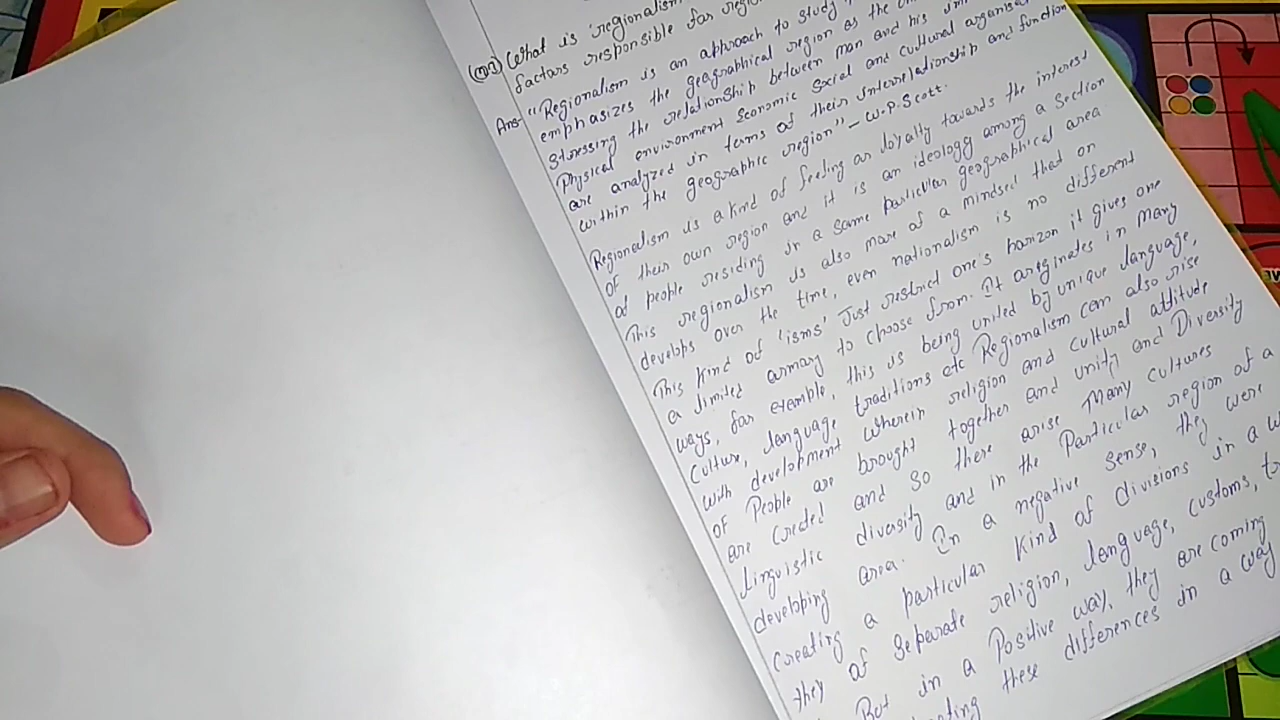 (Q3) What is 'regionalism
factors responsible for regio
Ans- "Regionalism is an approach to study
emphasizes the geographical region as the
stressing the relationship between man and his
Physical environment Economic Social and cultural organisa
are analyzed in terms of their interrelationship and function
within the geographic region" - W.P. Scott.
Regionalism is a kind of feeling or loyalty towards the interest
of their own region and it is an ideology among a section
of people residing in a same particular geographical area
This regionalism is also more of a mindset that on
develops over the time, even nationalism is no different
This kind of 'isms' Just restrict one's horizon it gives one
a limited array to choose from. It originates in many
ways, for example, this is being united by unique language,
Culture, language traditions etc Regionalism can also rise
with development wherein religion and cultural attitude
of People are brought together and unity and Diversity
are created and so there arise Many cultures
Linguistic diversity and in the Particular region of a
developing area. In a negative sense, they were
Creating a particular kind of divisions in a w
they of separate religion, language, customs, tr
But in a Positive way, they are coming
ating these differences in a way